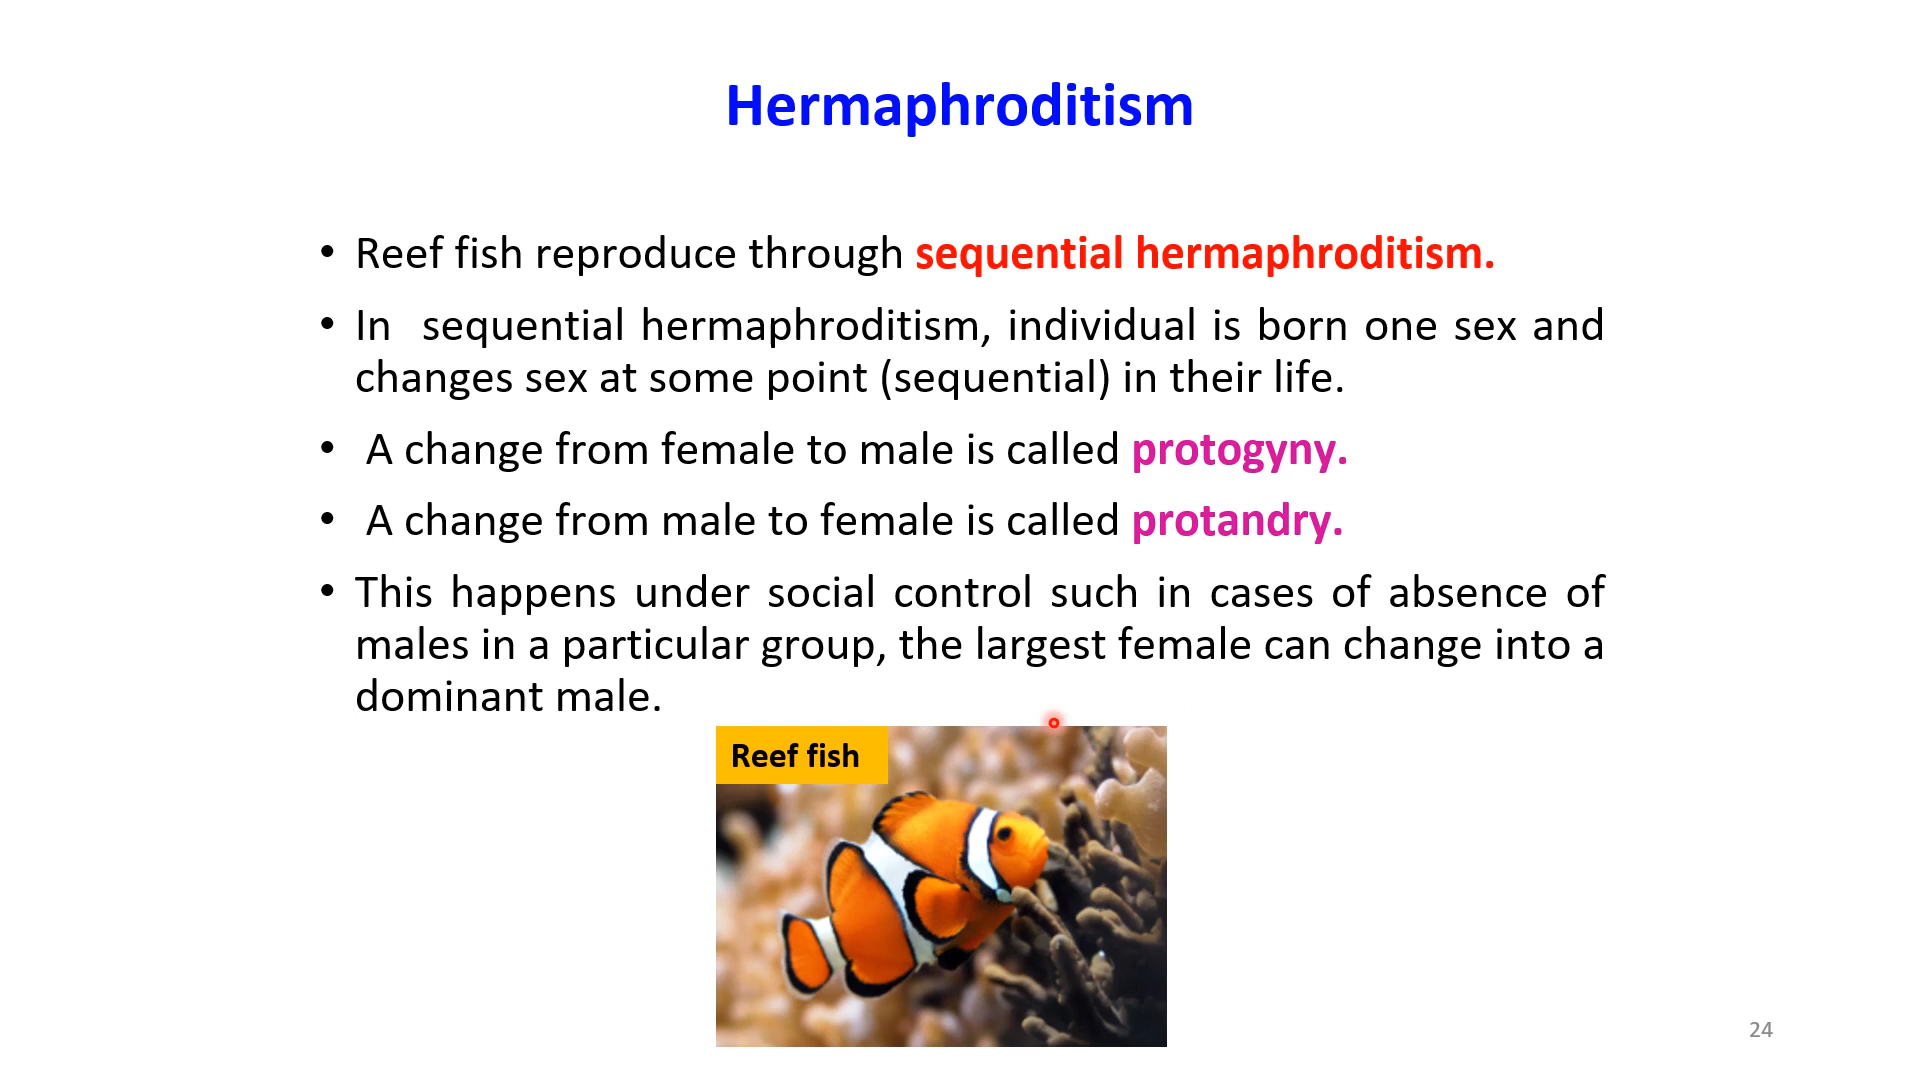 Hermaphroditism
• Reef fish reproduce through sequential hermaphroditism.
• In sequential hermaphroditism, individual is born one sex and
changes sex at some point (sequential) in their life.
• A change from female to male is called protogyny.
• A change from male to female is called protandry.
• This happens under social control such in cases of absence of
males in a particular group, the largest female can change into a
dominant male.
Reef fish
24